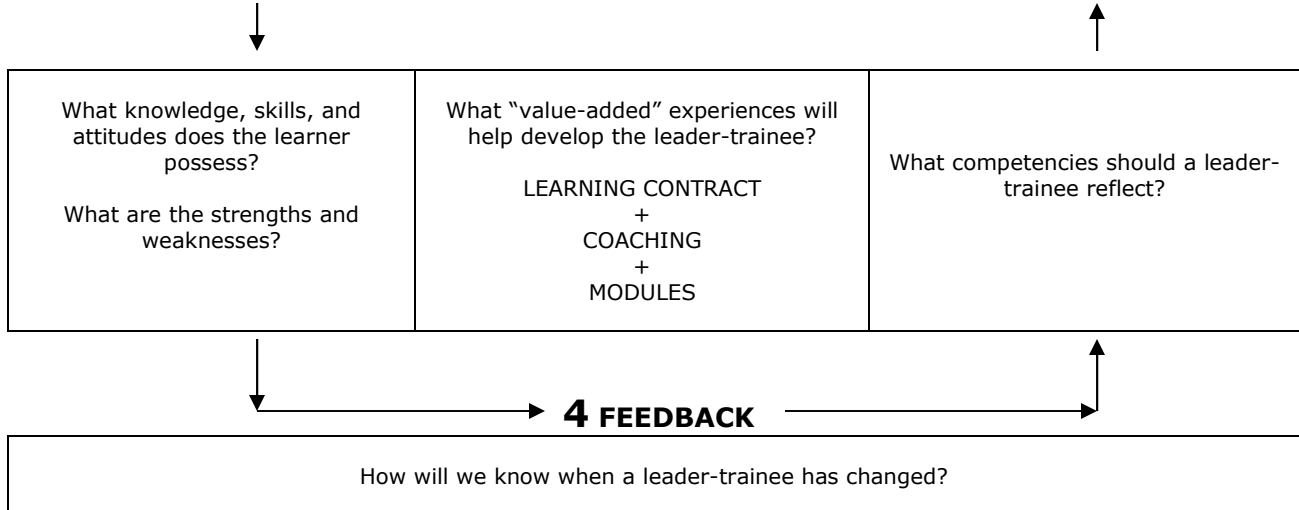 What knowledge, skills, and
attitudes does the learner
possess?
What are the strengths and
weaknesses?
What “value-added” experiences will
help develop the leader-trainee?
LEARNING CONTRACT
+
COACHING
+
MODULES
What competencies should a leader-
trainee reflect?
4 FEEDBACK
How will we know when a leader-trainee has changed?